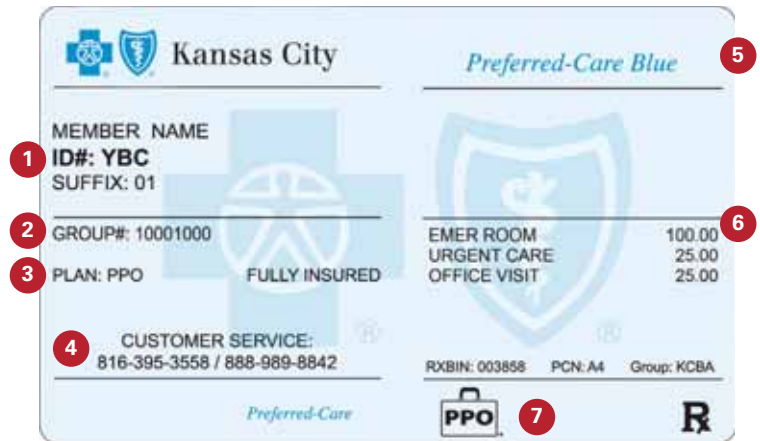 Kansas City
Preferred-Care Blue
5
MEMBER NAME
1
ID#: YBC
SUFFIX: 01
2
GROUP#: 10001000
3
PLAN: PPO FULLY INSURED
4
CUSTOMER SERVICE:
816-395-3558 / 888-989-8842
Preferred-Care
6
EMER ROOM 100.00
URGENT CARE 25.00
OFFICE VISIT 25.00
RXBIN: 003858 PCN: A4 Group: KCBA
PPO
7
Rx